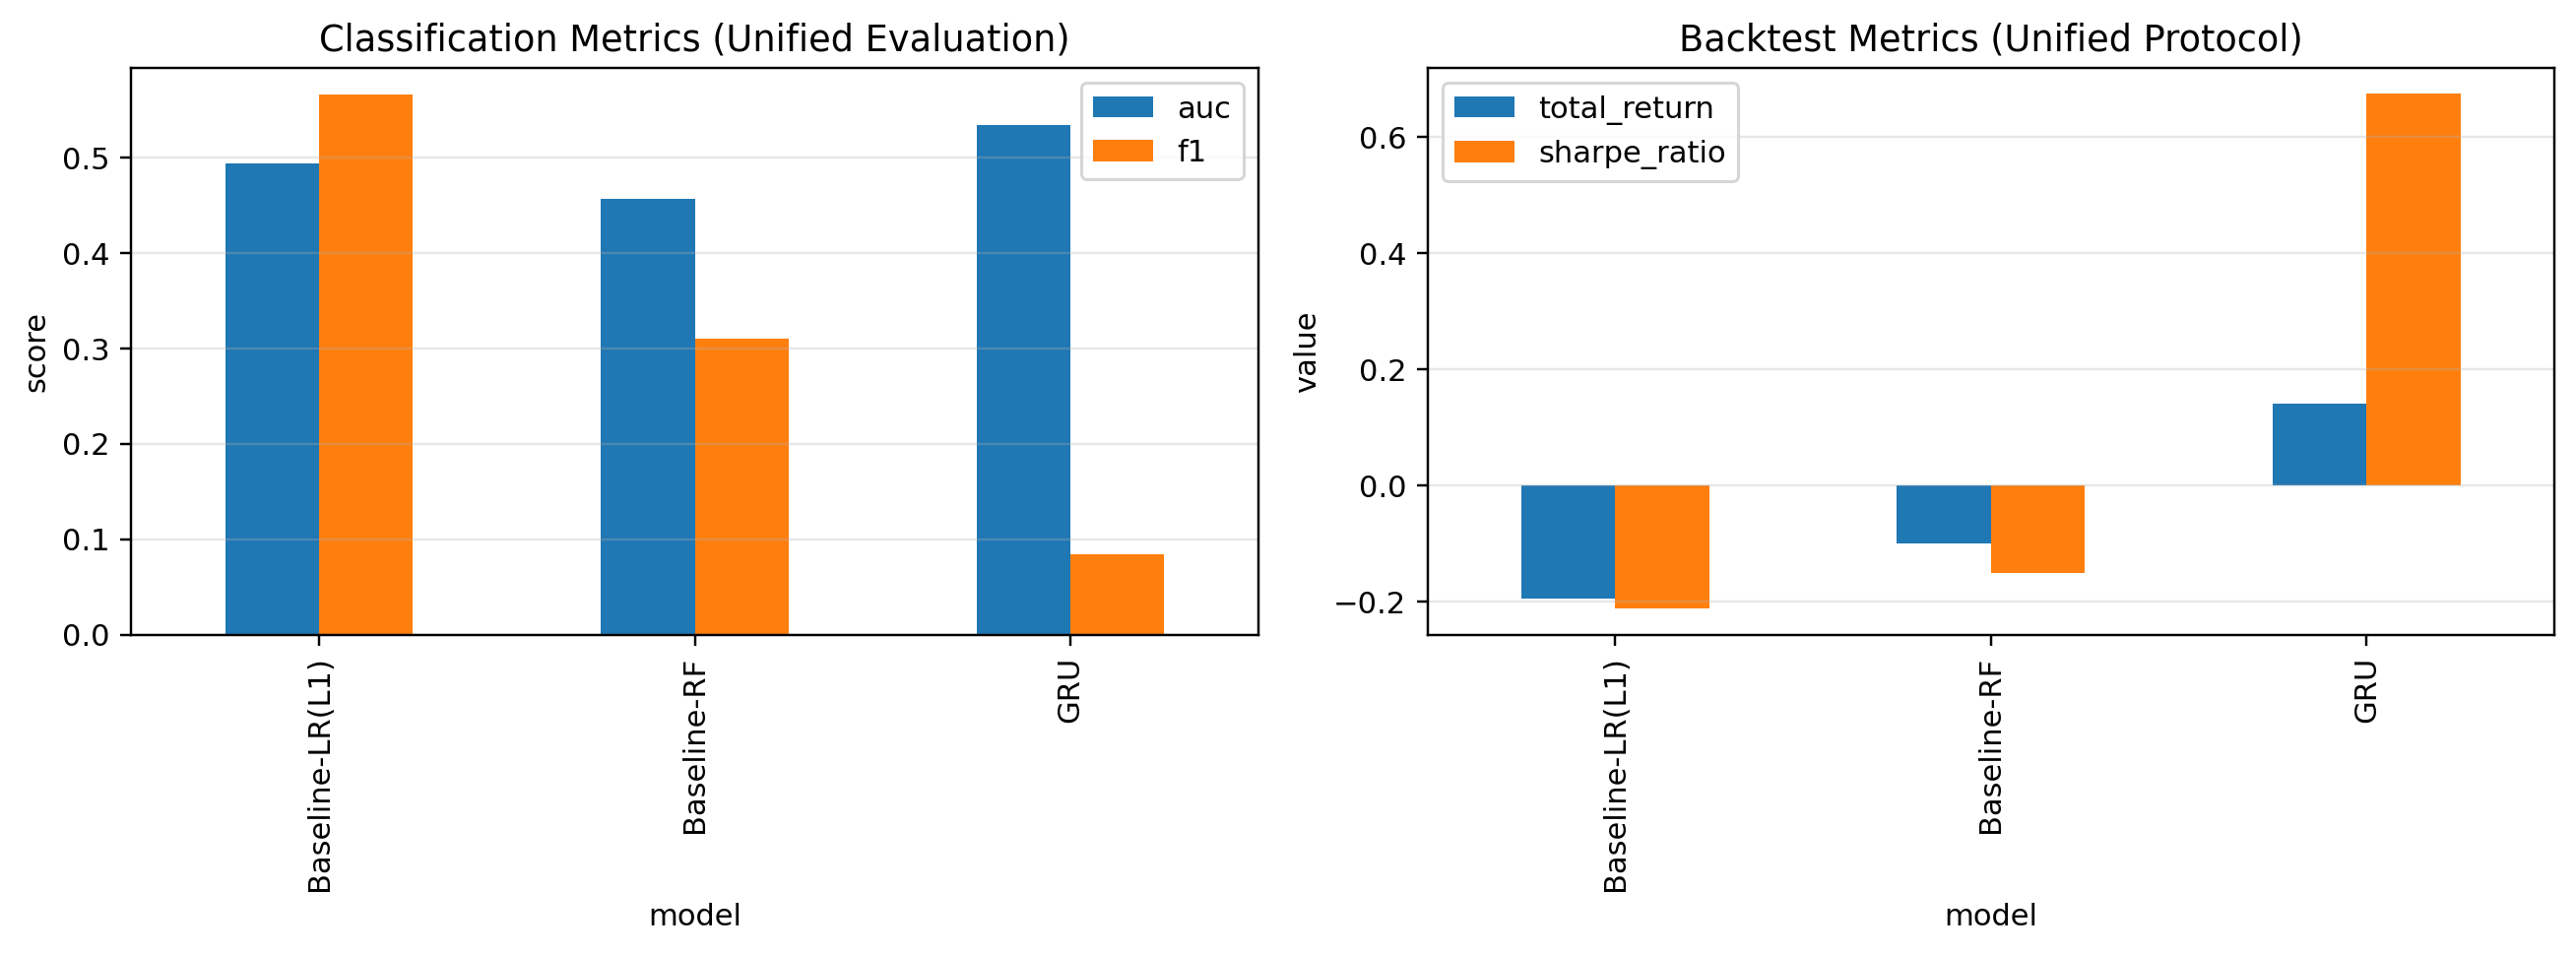 Classification Metrics (Unified Evaluation)
auc
f1
score
0.5
0.4
0.3
0.2
0.1
0.0
Baseline-LR(L1)
Baseline-RF
GRU
model
Backtest Metrics (Unified Protocol)
total_return
sharpe_ratio
value
0.6
0.4
0.2
0.0
−0.2
Baseline-LR(L1)
Baseline-RF
GRU
model